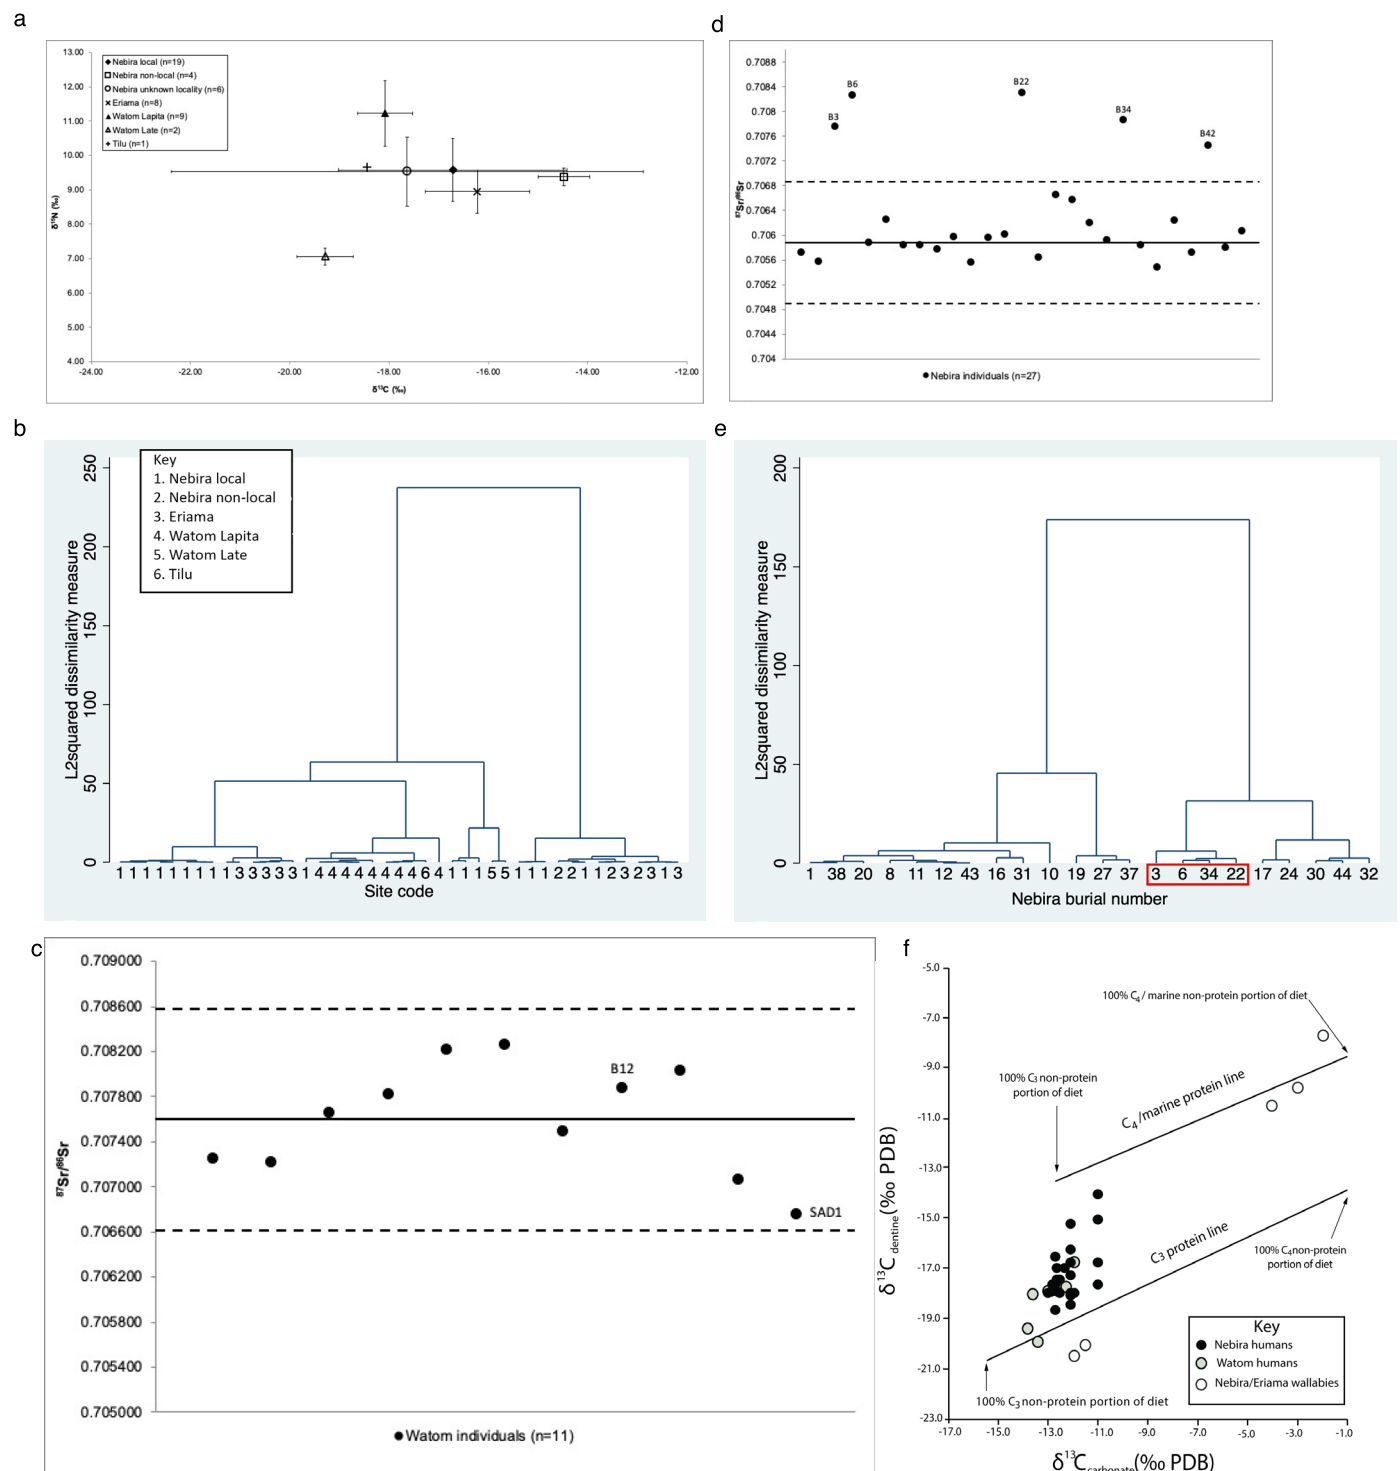 a
13.00
12.00
11.00
10.00
9.00
8.00
7.00
6.00
5.00
4.00
-24.00 -22.00 -20.00 -18.00 -16.00 -14.00 -12.00
δ¹⁵N (‰)
δ¹³C (‰)
Nebira local (n=19)
Nebira non-local (n=4)
Nebira unknown locality (n=6)
Eriama (n=8)
Watom Lapita (n=9)
Watom Late (n=2)
Tilu (n=1)
d
0.7088
0.7084
0.708
0.7076
0.7072
0.7068
0.7064
0.706
0.7056
0.7052
0.7048
0.7044
0.704
⁸⁷Sr/⁸⁶Sr
B3
B6
B22
B34
B42
Nebira individuals (n=27)
b
Key
1. Nebira local
2. Nebira non-local
3. Eriama
4. Watom Lapita
5. Watom Late
6. Tilu
L2squared dissimilarity measure
250
200
150
100
50
0
1 1 1 1 1 1 1 1 1 3 3 3 3 3 1 4 4 4 4 4 4 4 6 4 1 1 1 5 5 1 1 1 1 2 2 1 1 2 3 2 3 1 3
Site code
e
L2squared dissimilarity measure
200
150
100
50
0
1 38 20 8 11 12 43 16 31 10 19 27 37 3 6 34 22 17 24 30 44 32
Nebira burial number
c
0.709000
0.708600
0.708200
0.707800
0.707400
0.707000
0.706600
0.706200
0.705800
0.705400
0.705000
⁸⁷Sr/⁸⁶Sr
B12
SAD1
Watom individuals (n=11)
f
-5.0
-7.0
-9.0
-11.0
-13.0
-15.0
-17.0
-19.0
-21.0
-23.0
-17.0 -15.0 -13.0 -11.0 -9.0 -7.0 -5.0 -3.0 -1.0
δ¹³C dentine (‰ PDB)
δ¹³C carbonate (‰ PDB)
100% C₄ / marine non-protein portion of diet
100% C₃ non-protein
portion of diet
C₄ /marine protein line
C₃ protein line
100% C₄ non-protein
portion of diet
100% C₃ non-protein portion of diet
Key
Nebira humans
Watom humans
Nebira/Eriama wallabies